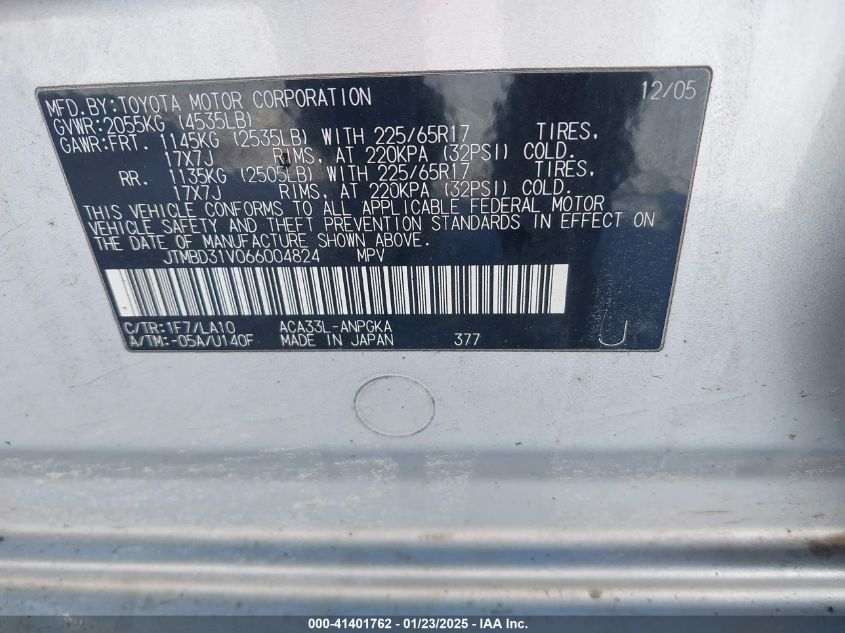 MFD. BY: TOYOTA MOTOR CORPORATION 12/05
GVWR: 2055KG (4535LB)
GAWR: FRT. 1145KG (2535LB) WITH 225/65R17 TIRES,
17X7J RIMS, AT 220KPA (32PSI) COLD.
RR. 1135KG (2505LB) WITH 225/65R17 TIRES,
17X7J RIMS, AT 220KPA (32PSI) COLD.
THIS VEHICLE CONFORMS TO ALL APPLICABLE FEDERAL MOTOR
VEHICLE SAFETY AND THEFT PREVENTION STANDARDS IN EFFECT ON
THE DATE OF MANUFACTURE SHOWN ABOVE.
JTMBD31V066004824 MPV
C/TR: 1F7/LA10 ACA33L-ANPGKA
A/TM: -05A/U140F MADE IN JAPAN 377 U
000-41401762 - 01/23/2025 - IAA Inc.